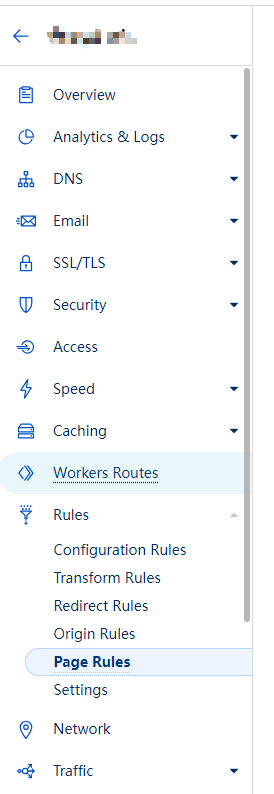 Overview
Analytics & Logs
DNS
Email
SSL/TLS
Security
Access
Speed
Caching
Workers Routes
Rules
Configuration Rules
Transform Rules
Redirect Rules
Origin Rules
Page Rules
Settings
Network
Traffic